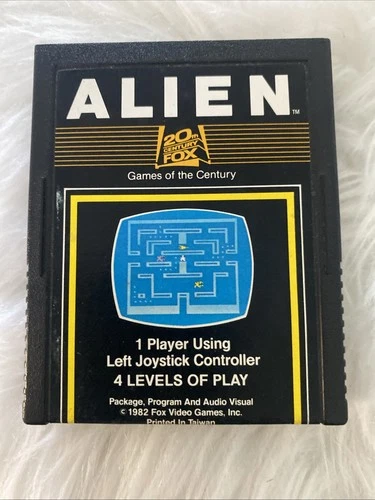 ALIEN™
20th
CENTURY
FOX
Games of the Century
1 Player Using
Left Joystick Controller
4 LEVELS OF PLAY
Package, Program And Audio Visual
© 1982 Fox Video Games, Inc.
Printed In Taiwan